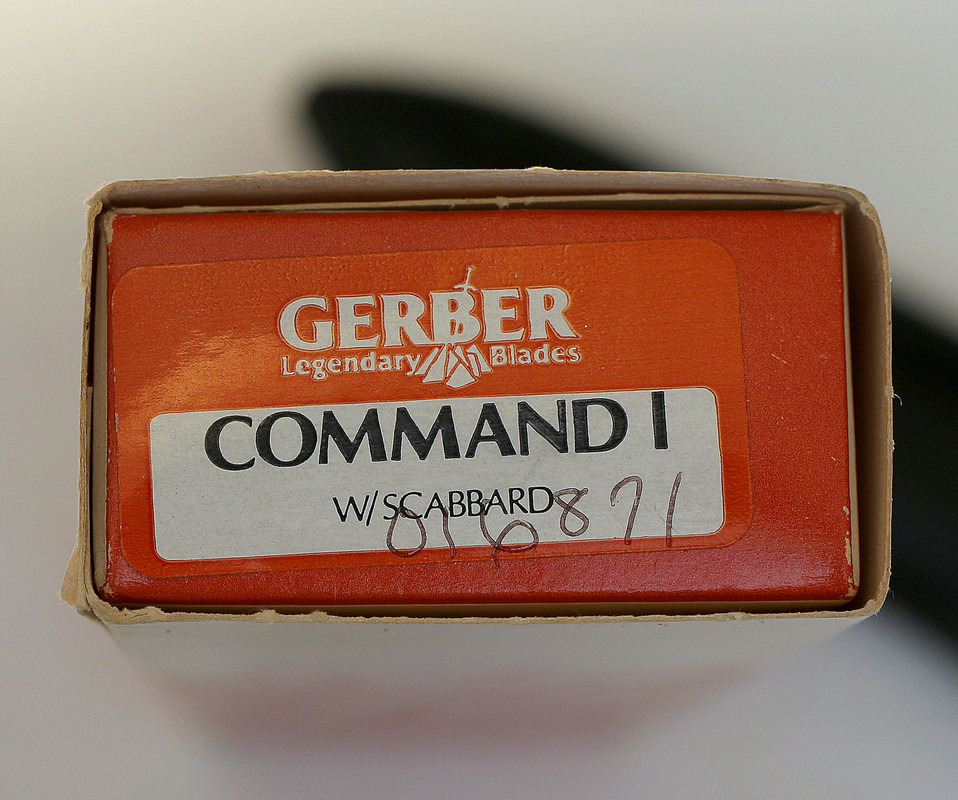 GERBER
Legendary Blades
COMMAND I
W/SCABBARD
016871